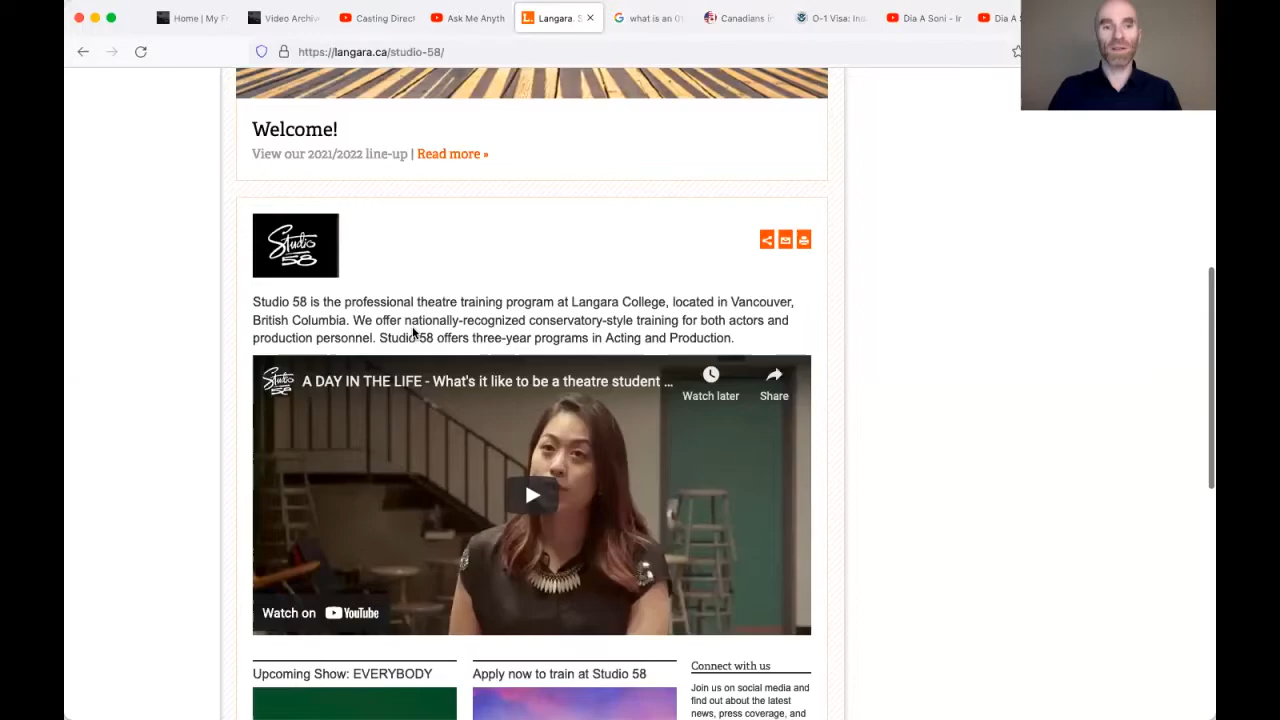 Home | My Fr
Video Archiv
Casting Direct
Ask Me Anyth
Langara. S
what is an O1
Canadians in
O-1 Visa: Ins
Dia A Soni - Ir
Dia A S
https://langara.ca/studio-58/
Welcome!
View our 2021/2022 line-up | Read more »
Studio 58
Studio 58 is the professional theatre training program at Langara College, located in Vancouver,
British Columbia. We offer nationally-recognized conservatory-style training for both actors and
production personnel. Studio 58 offers three-year programs in Acting and Production.
Studio 58
A DAY IN THE LIFE - What's it like to be a theatre student ...
Watch later
Share
Watch on YouTube
Upcoming Show: EVERYBODY
Apply now to train at Studio 58
Connect with us
Join us on social media and
find out about the latest
news, press coverage, and